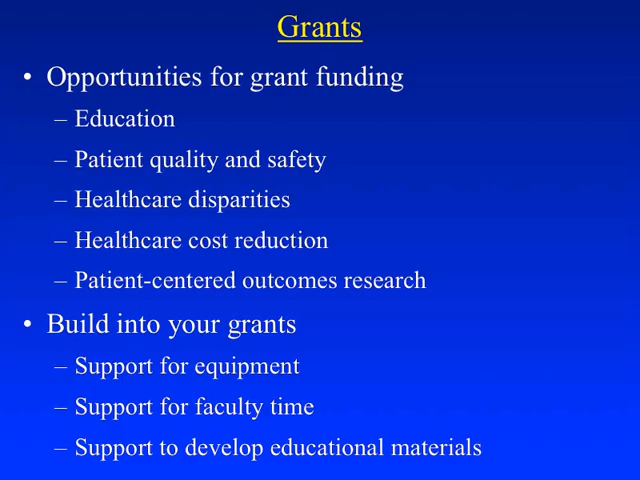 Grants
• Opportunities for grant funding
– Education
– Patient quality and safety
– Healthcare disparities
– Healthcare cost reduction
– Patient-centered outcomes research
• Build into your grants
– Support for equipment
– Support for faculty time
– Support to develop educational materials